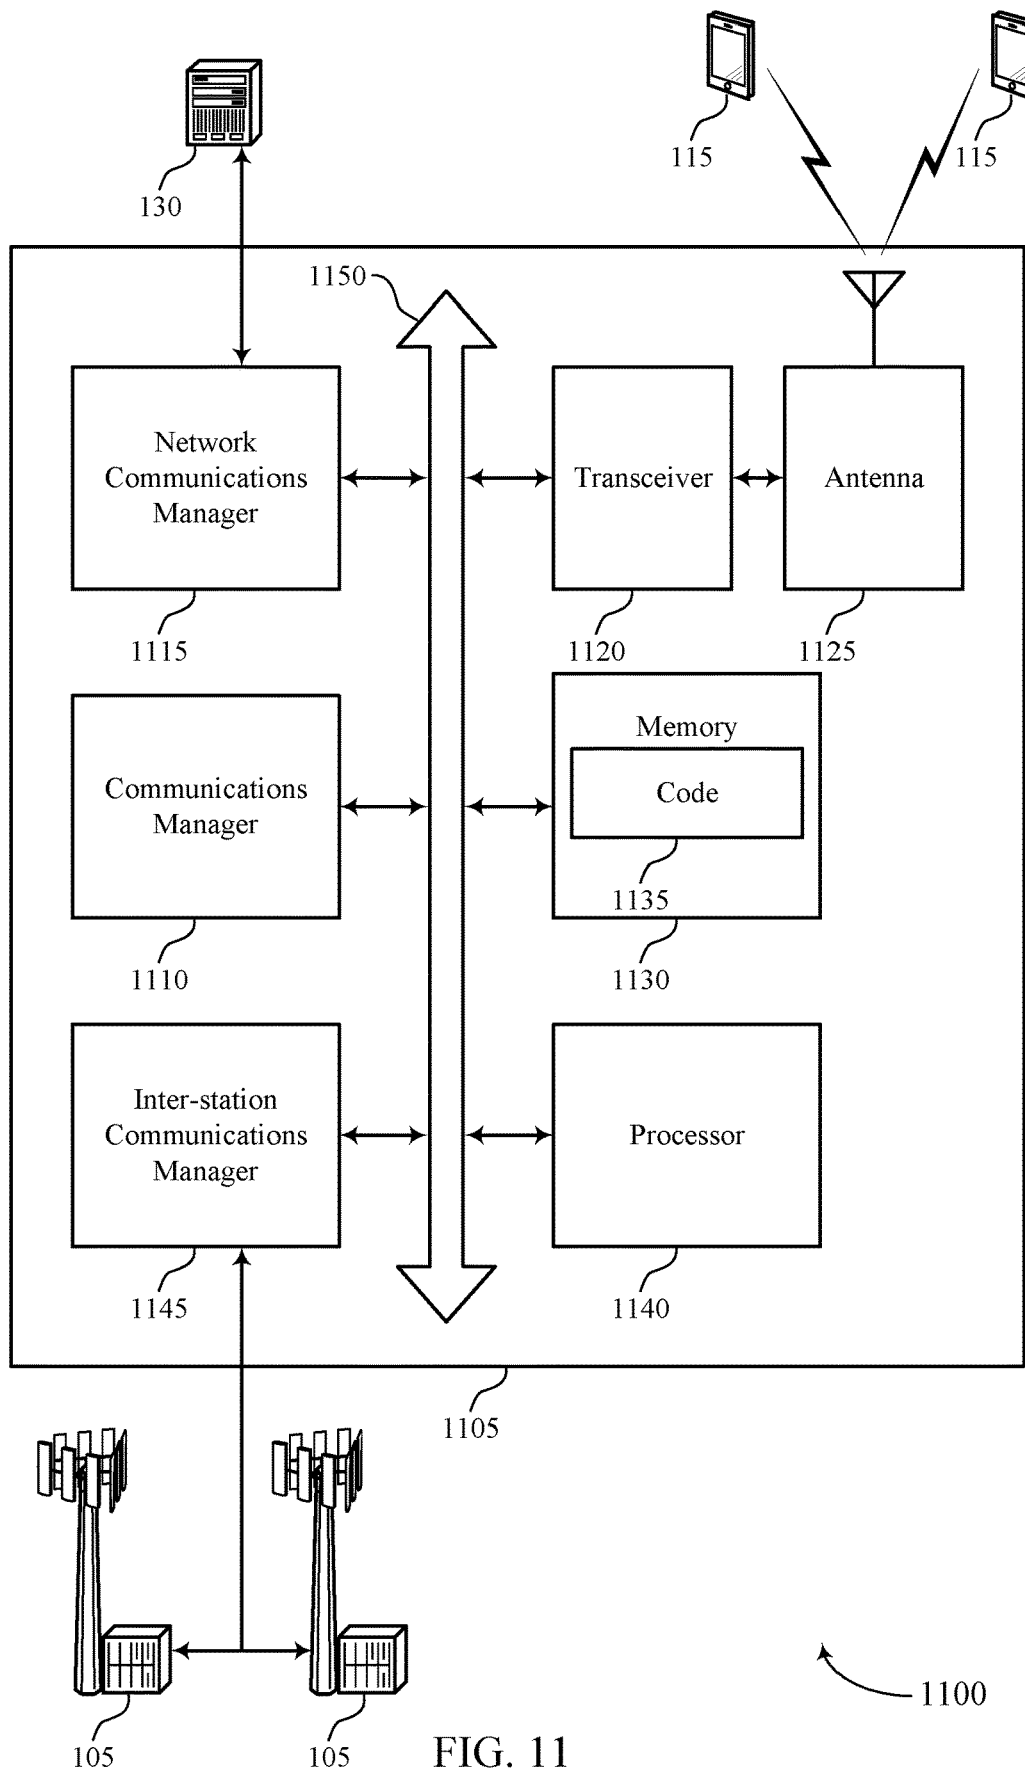 115
115
130
1150
Network
Communications
Manager
Transceiver
Antenna
1115
1120
1125
Communications
Manager
Memory
Code
1135
1110
1130
Inter-station
Communications
Manager
Processor
1145
1140
1105
1100
105
105
FIG. 11